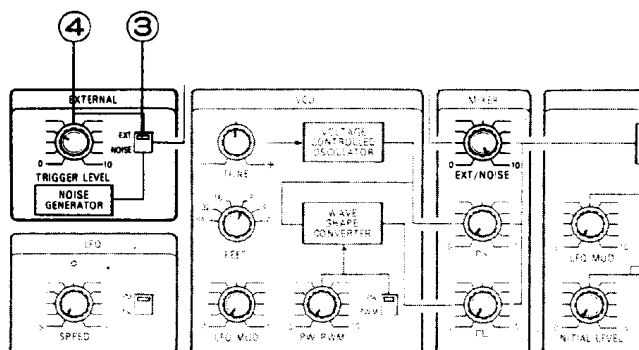 ④ ③
EXTERNAL
EXT
NOISE
0 10
TRIGGER LEVEL
NOISE
GENERATOR
LFO
SPEED
VCO
TUNE
+
VOLTAGE
CONTROLLED
OSCILLATOR
FEET
WAVE
SHAPE
CONVERTER
LFO MOD
PW PWM
PW
PWM
MIXER
0 10
EXT/NOISE
LFO MOD
INITIAL LEVEL